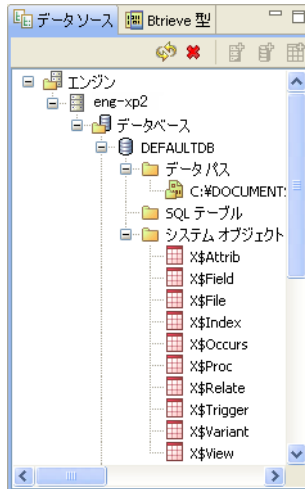 データ ソース
Btrieve 型
エンジン
eng-xp2
データベース
DEFAULTDB
データ パス
C:¥DOCUMENT:
SQL テーブル
システム オブジェクト
X$Attrib
X$Field
X$File
X$Index
X$Occurs
X$Proc
X$Relate
X$Trigger
X$Variant
X$View